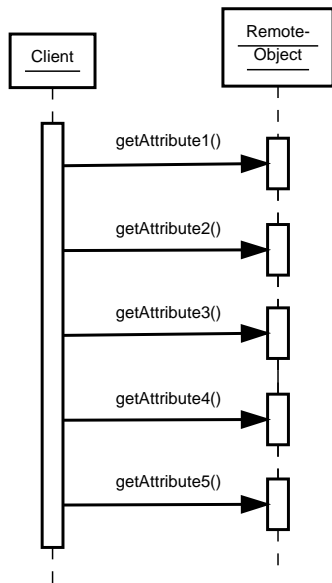 Client
Remote-
Object
getAttribute1()
getAttribute2()
getAttribute3()
getAttribute4()
getAttribute5()